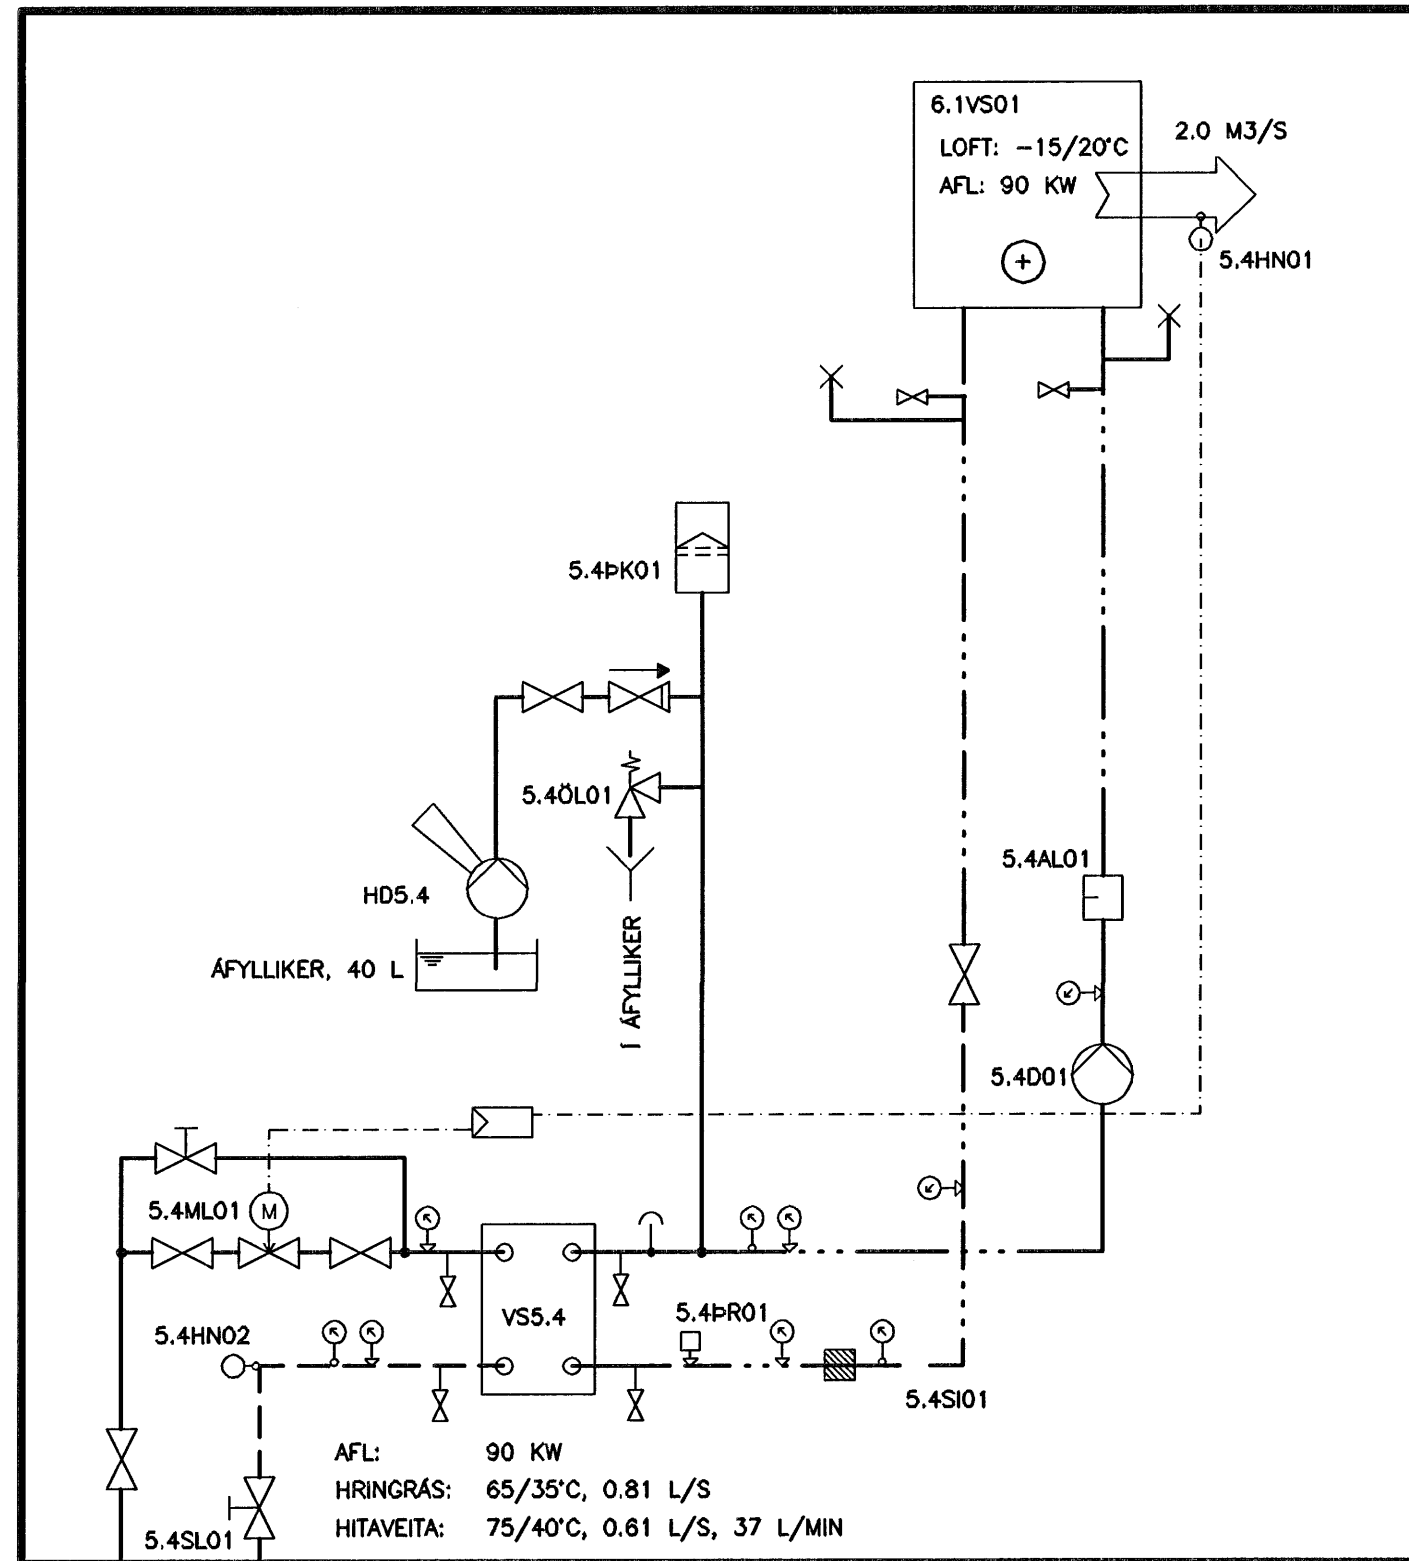 6.1VS01
LOFT: -15/20°C
AFL: 90 KW
2.0 M3/S
5.4HN01
5.4ÞK01
5.4ÖL01
HD5.4
ÁFYLLIKER, 40 L
Í ÁFYLLIKER
5.4AL01
5.4D01
5.4ML01
M
VS5.4
5.4ÞR01
5.4HN02
5.4SI01
AFL: 90 KW
HRINGRÁS: 65/35°C, 0.81 L/S
HITAVEITA: 75/40°C, 0.61 L/S, 37 L/MIN
5.4SL01